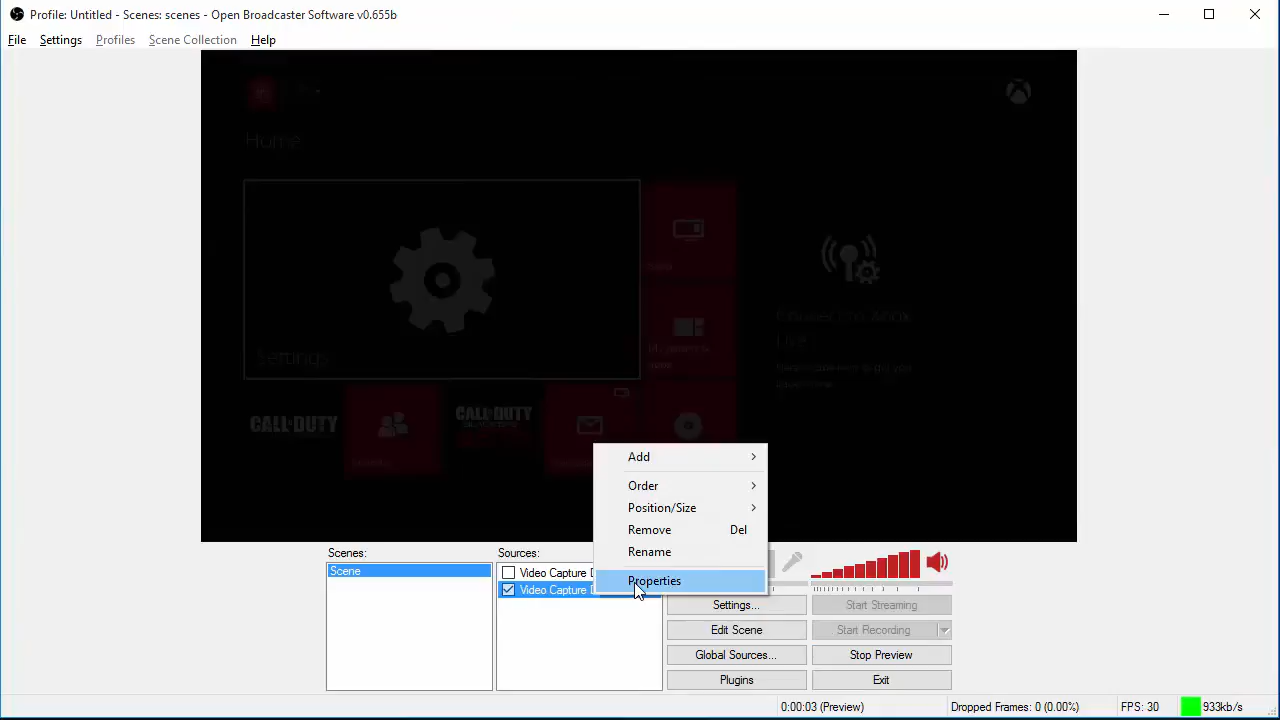 Profile: Untitled - Scenes: scenes - Open Broadcaster Software v0.655b
File Settings Profiles Scene Collection Help
Home
Settings
CALL OF DUTY
CALL OF DUTY
Add
Order
Position/Size
Remove Del
Rename
Properties
Scenes:
Scene
Sources:
Video Capture
Video Capture
Settings...
Start Streaming
Edit Scene
Start Recording
Global Sources...
Stop Preview
Plugins
Exit
0:00:03 (Preview)
Dropped Frames: 0 (0.00%)
FPS: 30
933kb/s